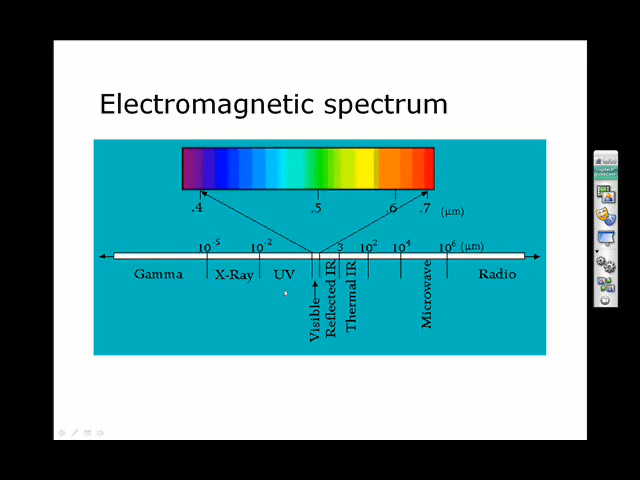 Electromagnetic spectrum
.4 .5 .6 .7 (μm)
10-5 10-2 3 10² 10⁴ 10⁶ (μm)
Gamma X-Ray UV Visible Reflected IR Thermal IR Microwave Radio